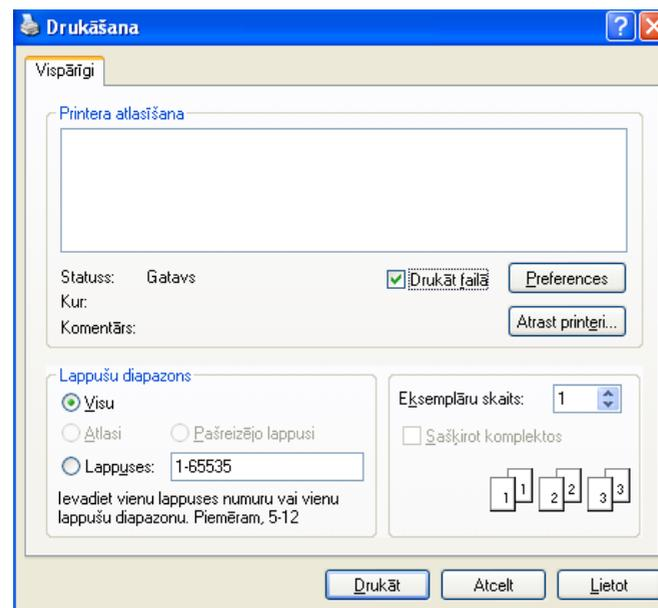 Drukāšana
Vispārīgi
Printera atlasīšana
Statuss: Gatavs
Drukāt failā
Preferences
Kur:
Komentārs:
Atrast printeri...
Lappušu diapazons
Visu
Atlasi Pašreizējo lappusi
Lappuses: 1-65535
Ievadiet vienu lappuses numuru vai vienu
lappušu diapazonu. Piemēram, 5-12
Eksemplāru skaits: 1
Sašķirot komplektos
1 1 2 2 3 3
Drukāt Atcelt Lietot